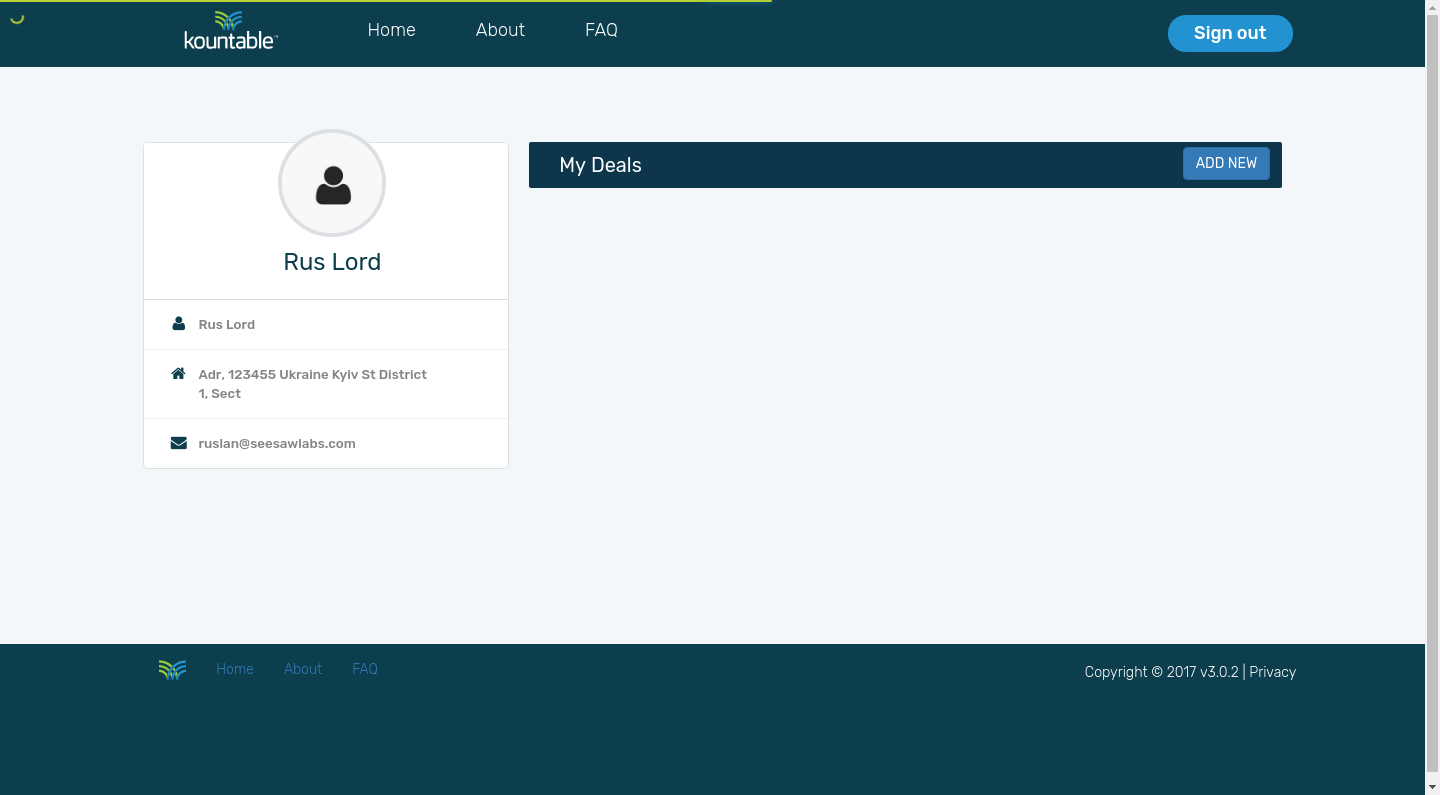 kountable™
Home
About
FAQ
Sign out
My Deals
ADD NEW
Rus Lord
Rus Lord
Adr, 123455 Ukraine Kyiv St District
1, Sect
ruslan@seesawlabs.com
Home
About
FAQ
Copyright © 2017 v3.0.2 | Privacy